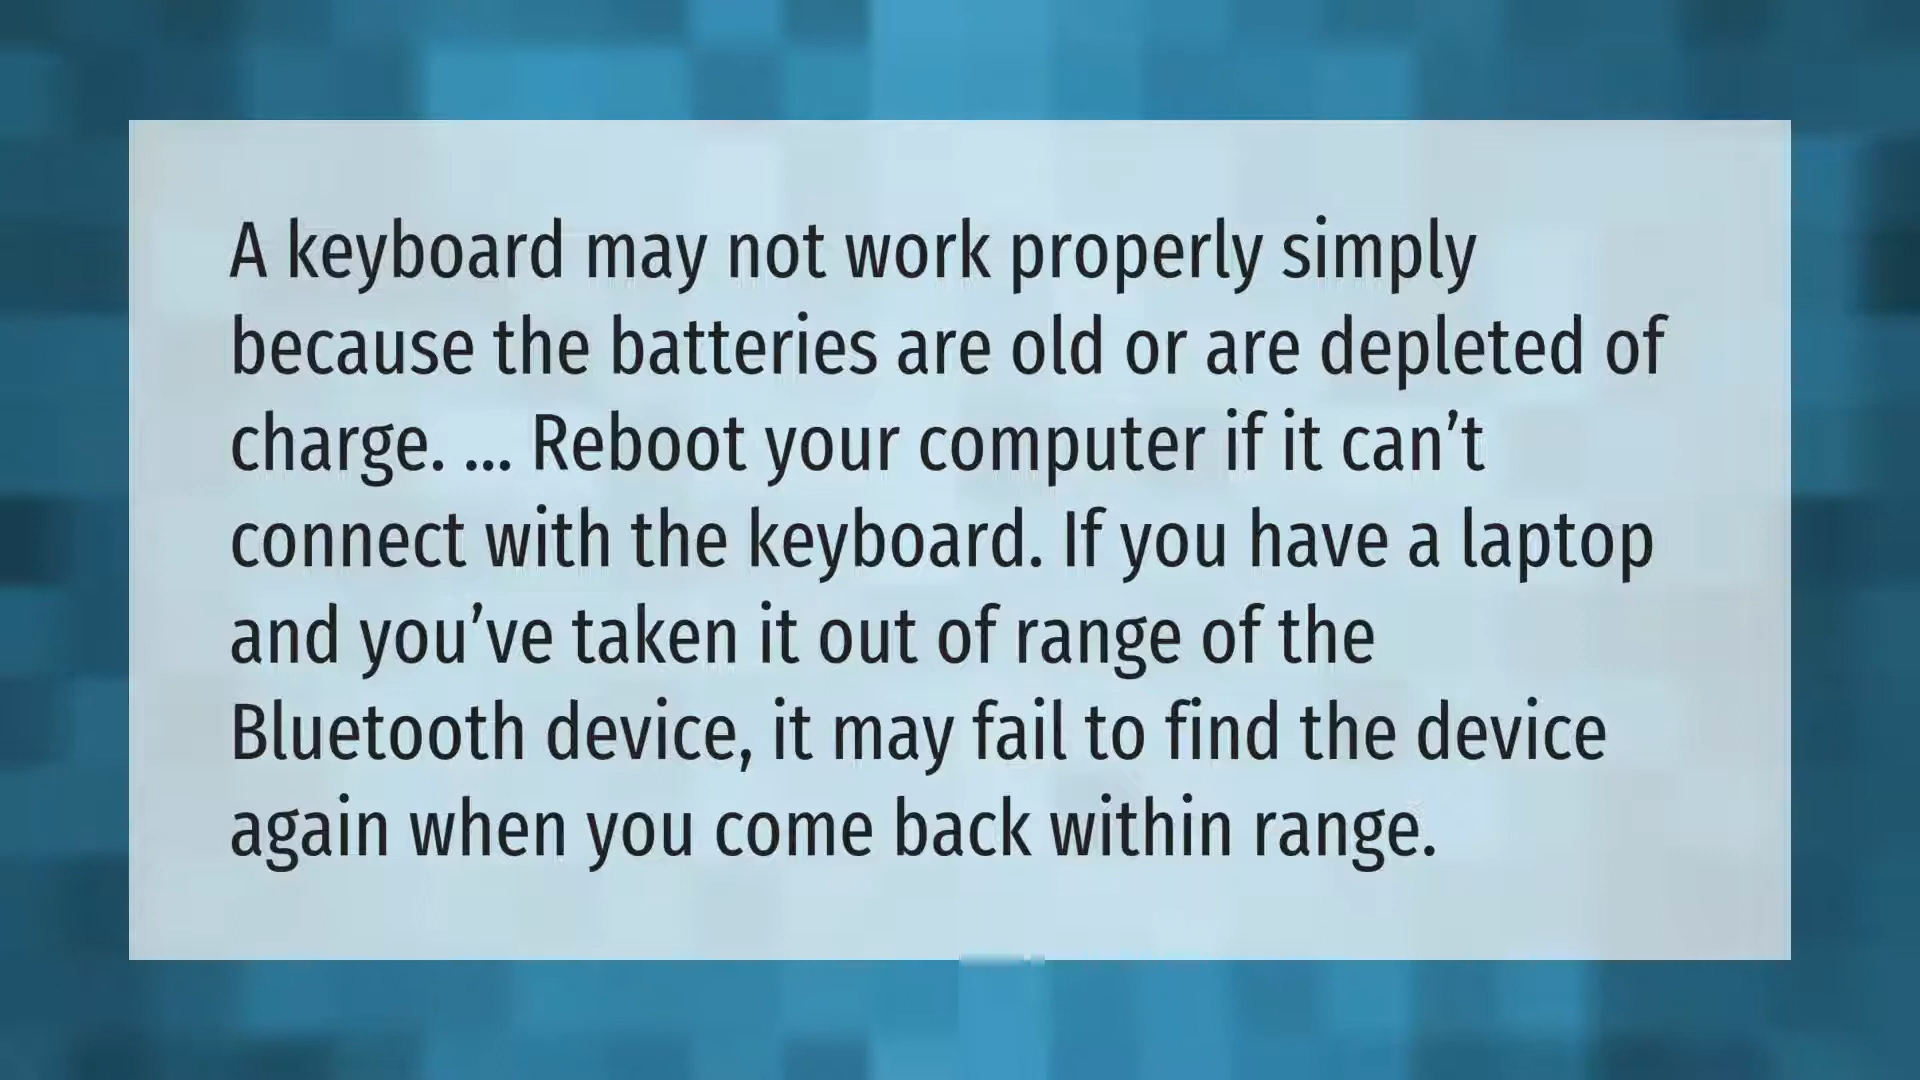 A keyboard may not work properly simply
because the batteries are old or are depleted of
charge. ... Reboot your computer if it can’t
connect with the keyboard. If you have a laptop
and you’ve taken it out of range of the
Bluetooth device, it may fail to find the device
again when you come back within range.